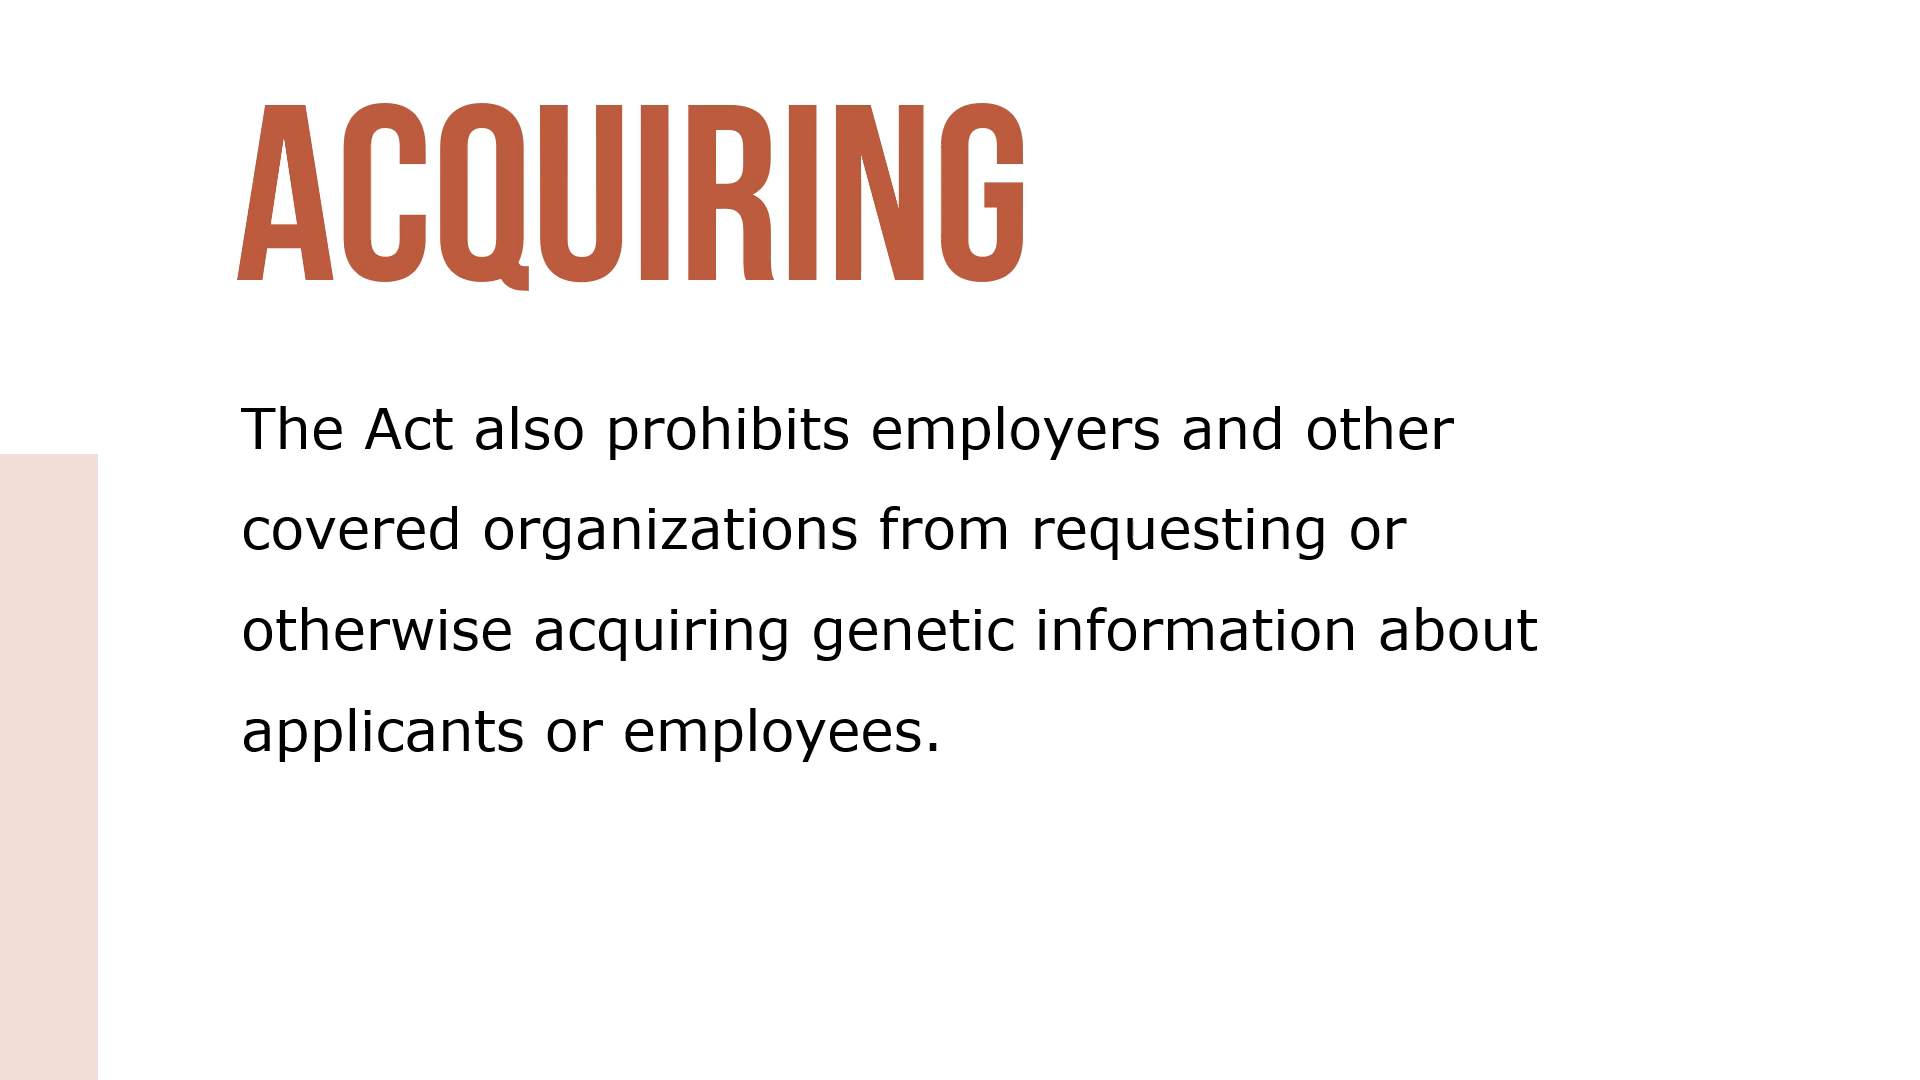 ACQUIRING
The Act also prohibits employers and other
covered organizations from requesting or
otherwise acquiring genetic information about
applicants or employees.